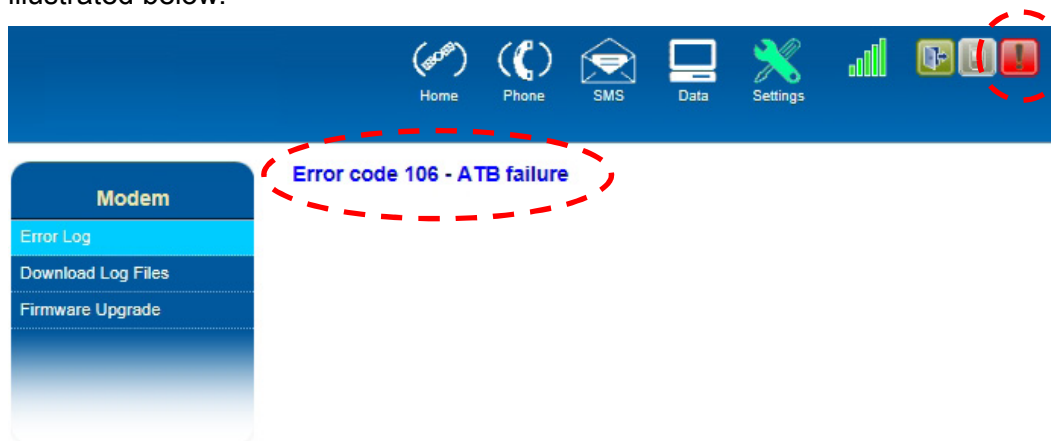 illustrated below.
Home Phone SMS Data Settings
Error code 106 - ATB failure
Modem
Error Log
Download Log Files
Firmware Upgrade